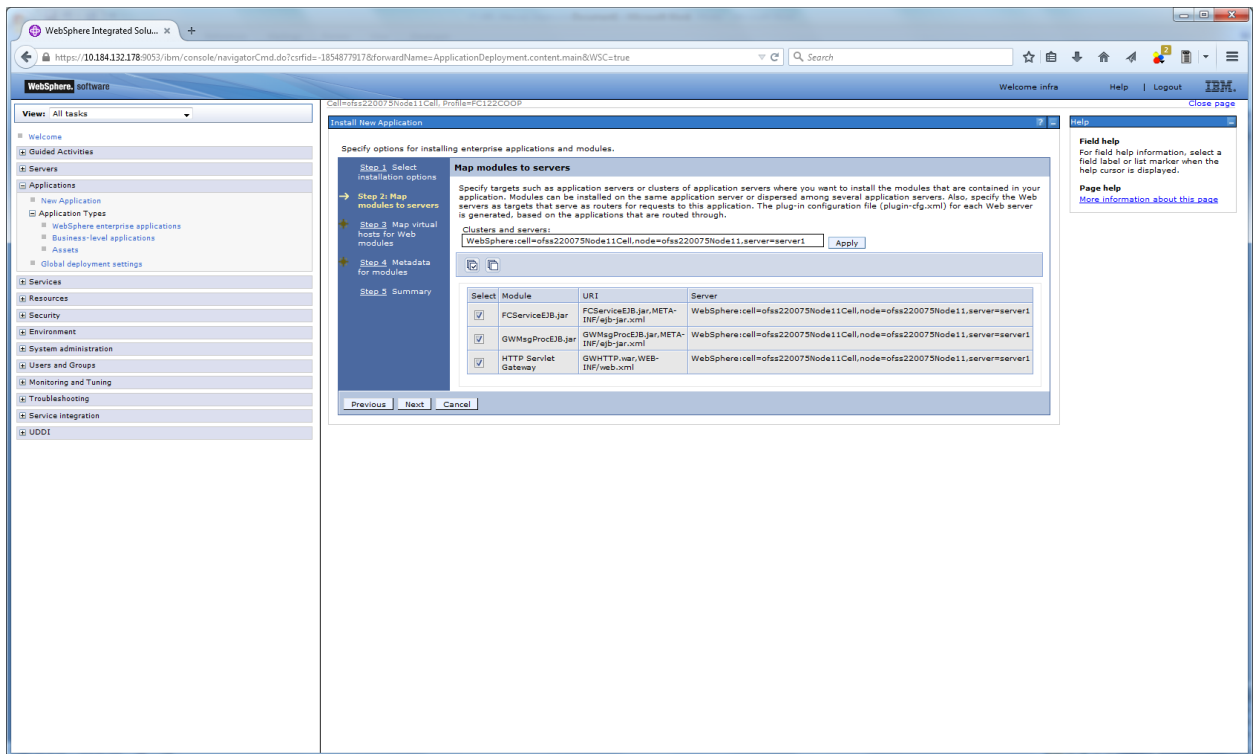 WebSphere Integrated Solu... × +
https://10.184.132.178:9053/ibm/console/navigatorCmd.do?csrfid=-1854877917&forwardName=ApplicationDeployment.content.main&WSC=true
Search
2
WebSphere. software
Welcome infra
Help | Logout
IBM.
View: All tasks
Welcome
Guided Activities
Servers
Applications
New Application
Application Types
WebSphere enterprise applications
Business-level applications
Assets
Global deployment settings
Services
Resources
Security
Environment
System administration
Users and Groups
Monitoring and Tuning
Troubleshooting
Service integration
UDDI
Cell=ofss220075Node11Cell, Profile=FC122COOP
Close page
Install New Application
?
Specify options for installing enterprise applications and modules.
Step 1 Select
installation options
Step 2: Map
modules to servers
Step 3 Map virtual
hosts for Web
modules
Step 4 Metadata
for modules
Step 5 Summary
Map modules to servers
Specify targets such as application servers or clusters of application servers where you want to install the modules that are contained in your
application. Modules can be installed on the same application server or dispersed among several application servers. Also, specify the Web
servers as targets that serve as routers for requests to this application. The plug-in configuration file (plugin-cfg.xml) for each Web server
is generated, based on the applications that are routed through.
Clusters and servers:
WebSphere:cell=ofss220075Node11Cell,node=ofss220075Node11,server=server1
Apply
Select Module URI Server
FCServiceEJB.jar FCServiceEJB.jar,META- WebSphere:cell=ofss220075Node11Cell,node=ofss220075Node11,server=server1
INF/ejb-jar.xml
GWMsgProcEJB.jar GWMsgProcEJB.jar,META- WebSphere:cell=ofss220075Node11Cell,node=ofss220075Node11,server=server1
INF/ejb-jar.xml
HTTP Servlet GWHTTP.war,WEB- WebSphere:cell=ofss220075Node11Cell,node=ofss220075Node11,server=server1
Gateway INF/web.xml
Previous Next Cancel
Help
Field help
For field help information, select a
field label or list marker when the
help cursor is displayed.
Page help
More information about this page